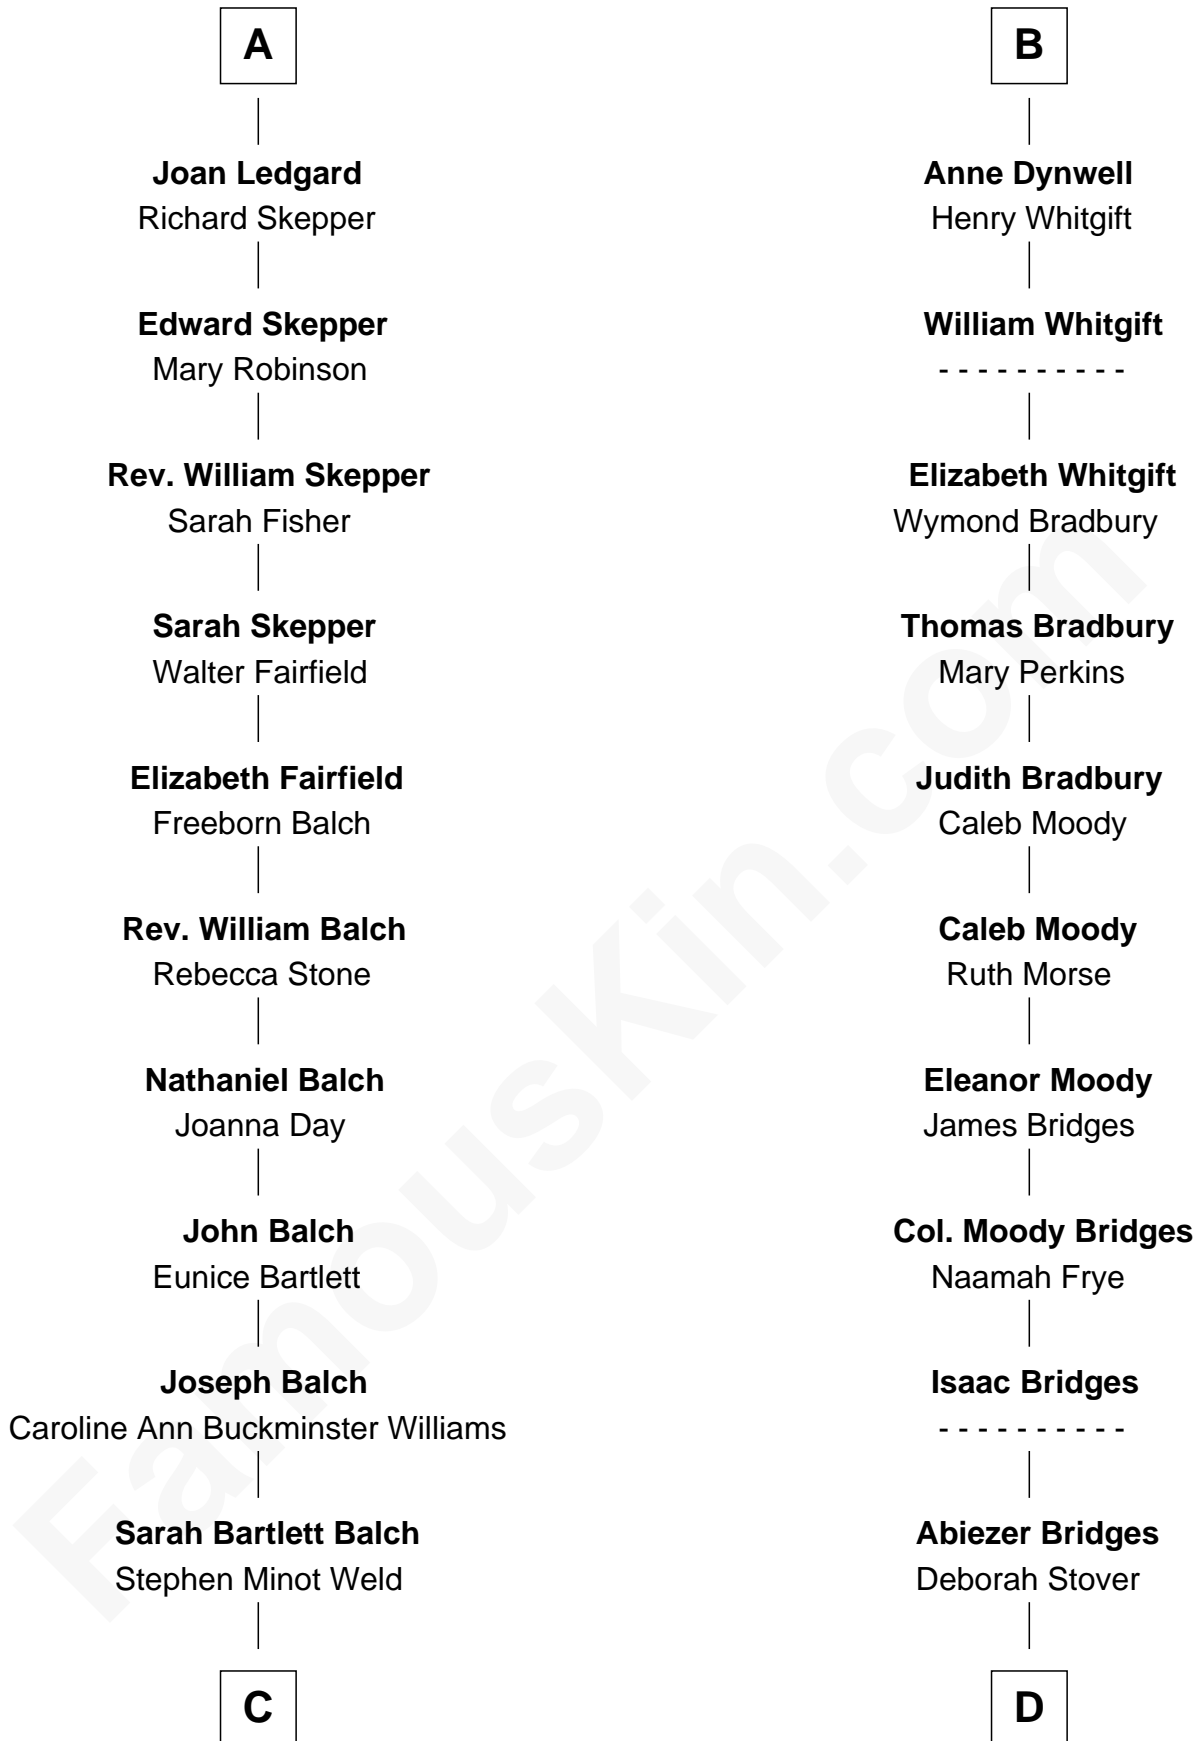 A
Joan Ledgard
Richard Skepper
Edward Skepper
Mary Robinson
Rev. William Skepper
Sarah Fisher
Sarah Skepper
Walter Fairfield
Elizabeth Fairfield
Freeborn Balch
Rev. William Balch
Rebecca Stone
Nathaniel Balch
Joanna Day
John Balch
Eunice Bartlett
Joseph Balch
Caroline Ann Buckminster Williams
Sarah Bartlett Balch
Stephen Minot Weld
C
B
Anne Dynwell
Henry Whitgift
William Whitgift
- - - - - - - - - -
Elizabeth Whitgift
Wymond Bradbury
Thomas Bradbury
Mary Perkins
Judith Bradbury
Caleb Moody
Caleb Moody
Ruth Morse
Eleanor Moody
James Bridges
Col. Moody Bridges
Naamah Frye
Isaac Bridges
- - - - - - - - - -
Abiezer Bridges
Deborah Stover
D
FamousKin.com